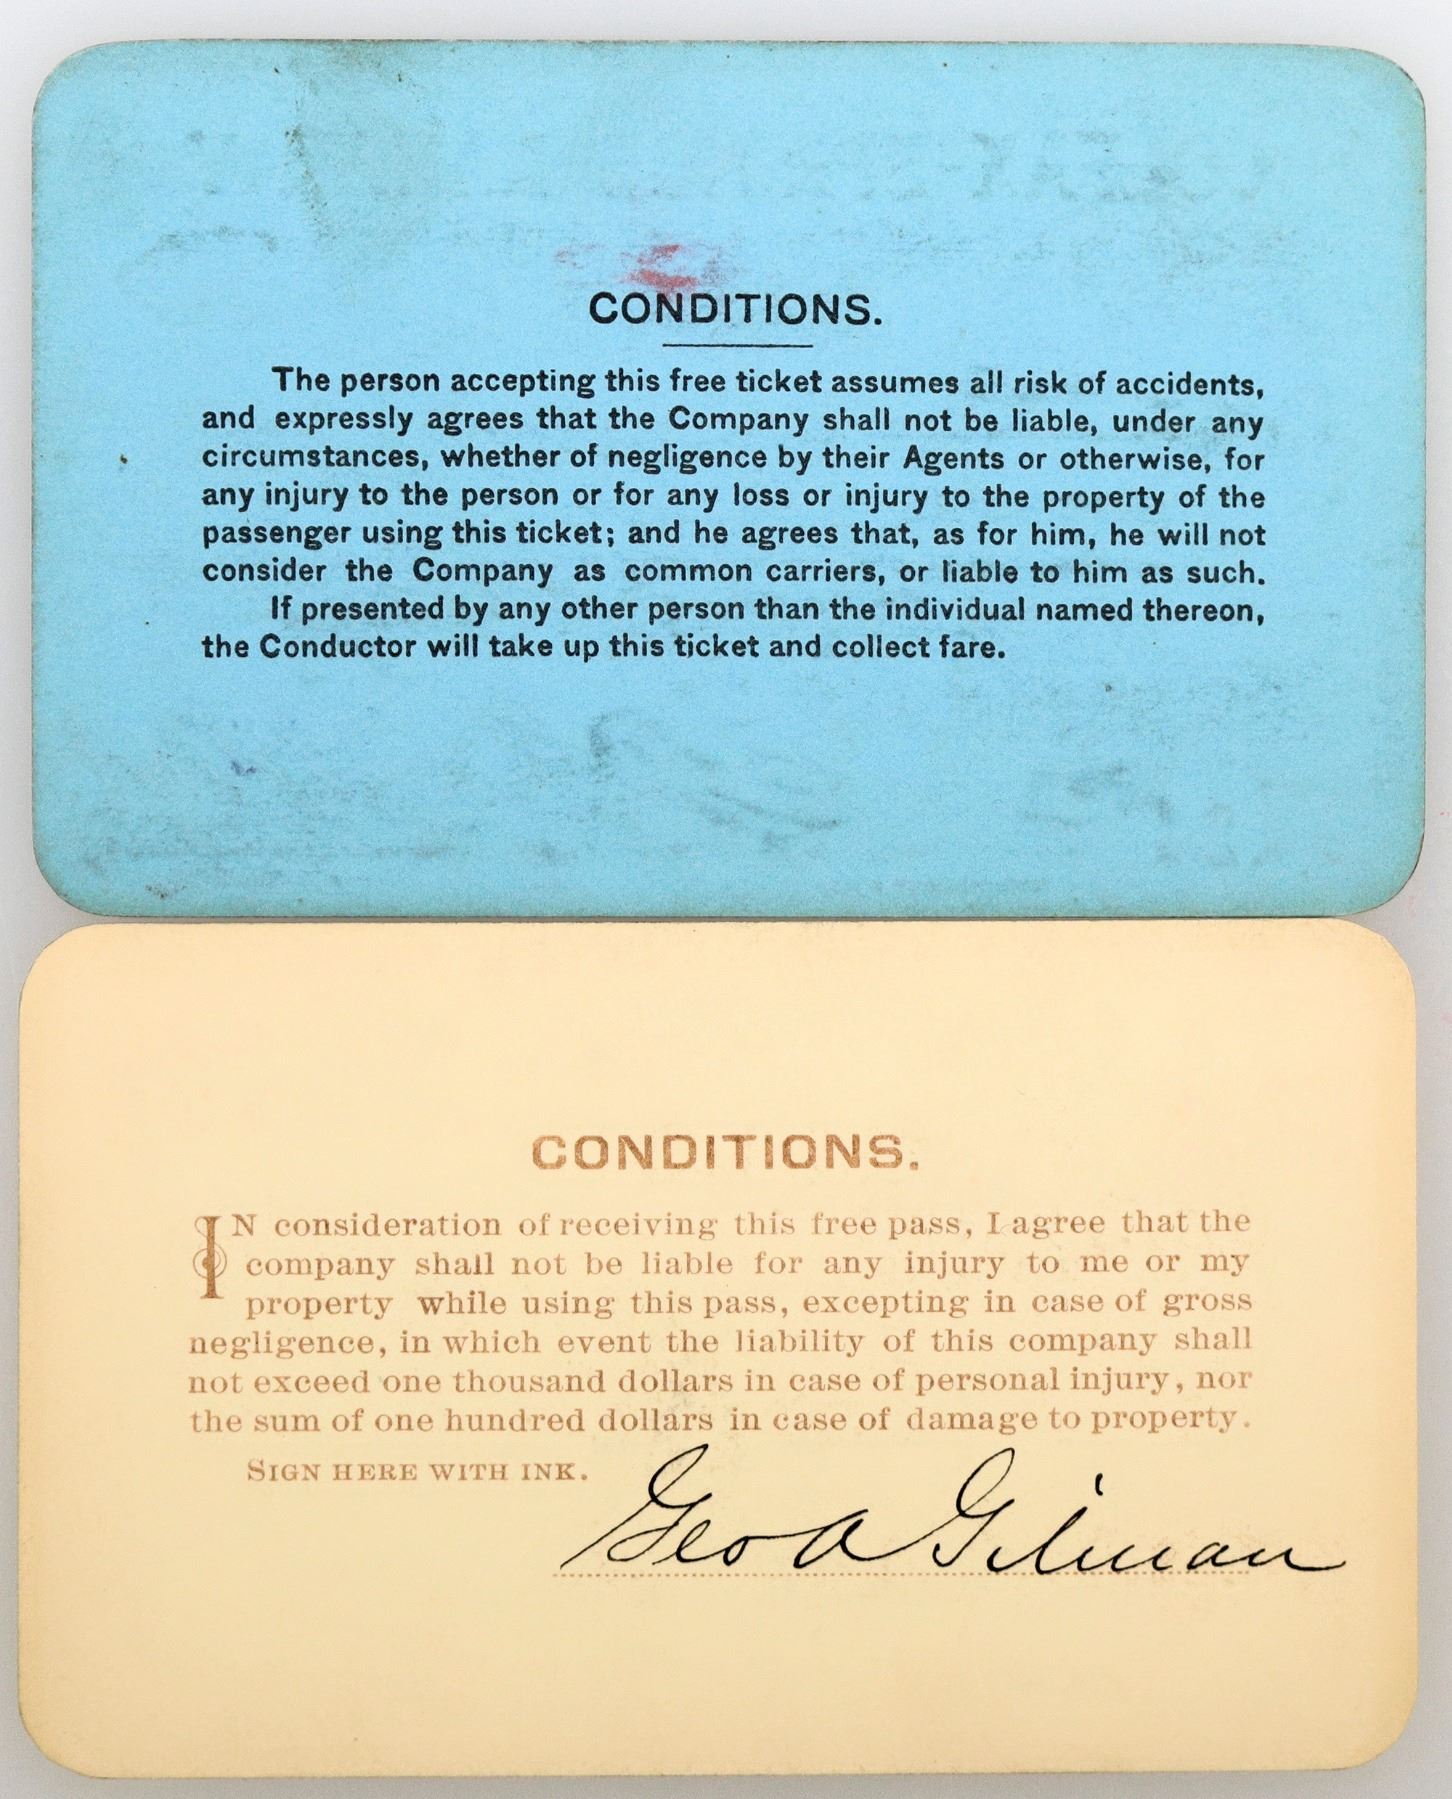 CONDITIONS.
The person accepting this free ticket assumes all risk of accidents,
and expressly agrees that the Company shall not be liable, under any
circumstances, whether of negligence by their Agents or otherwise, for
any injury to the person or for any loss or injury to the property of the
passenger using this ticket; and he agrees that, as for him, he will not
consider the Company as common carriers, or liable to him as such.
If presented by any other person than the individual named thereon,
the Conductor will take up this ticket and collect fare.
CONDITIONS.
IN consideration of receiving this free pass, I agree that the
company shall not be liable for any injury to me or my
property while using this pass, excepting in case of gross
negligence, in which event the liability of this company shall
not exceed one thousand dollars in case of personal injury, nor
the sum of one hundred dollars in case of damage to property.
SIGN HERE WITH INK.
Geo A Gilman